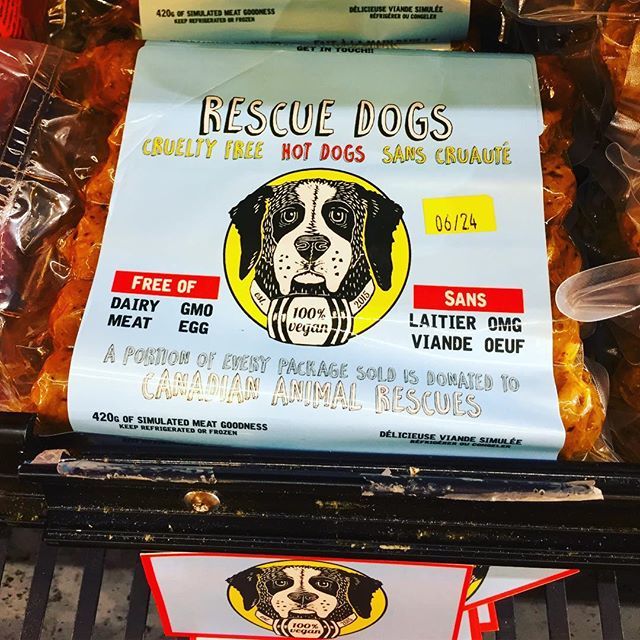 420G OF SIMULATED MEAT GOODNESS
KEEP REFRIGERATED OR FROZEN
DÉLICIEUSE VIANDE SIMULÉE
RÉFRIGÉRER OU CONGELER
GET IN TOUCH!!
RESCUE DOGS
CRUELTY FREE HOT DOGS SANS CRUAUTÉ
06/24
FREE OF
DAIRY GMO
MEAT EGG
est. 2015
100%
vegan
SANS
LAITIER OMG
VIANDE OEUF
A PORTION OF EVERY PACKAGE SOLD IS DONATED TO
CANADIAN ANIMAL RESCUES
420G OF SIMULATED MEAT GOODNESS
KEEP REFRIGERATED OR FROZEN
DÉLICIEUSE VIANDE SIMULÉE
RÉFRIGÉRER OU CONGELER
100%
vegan